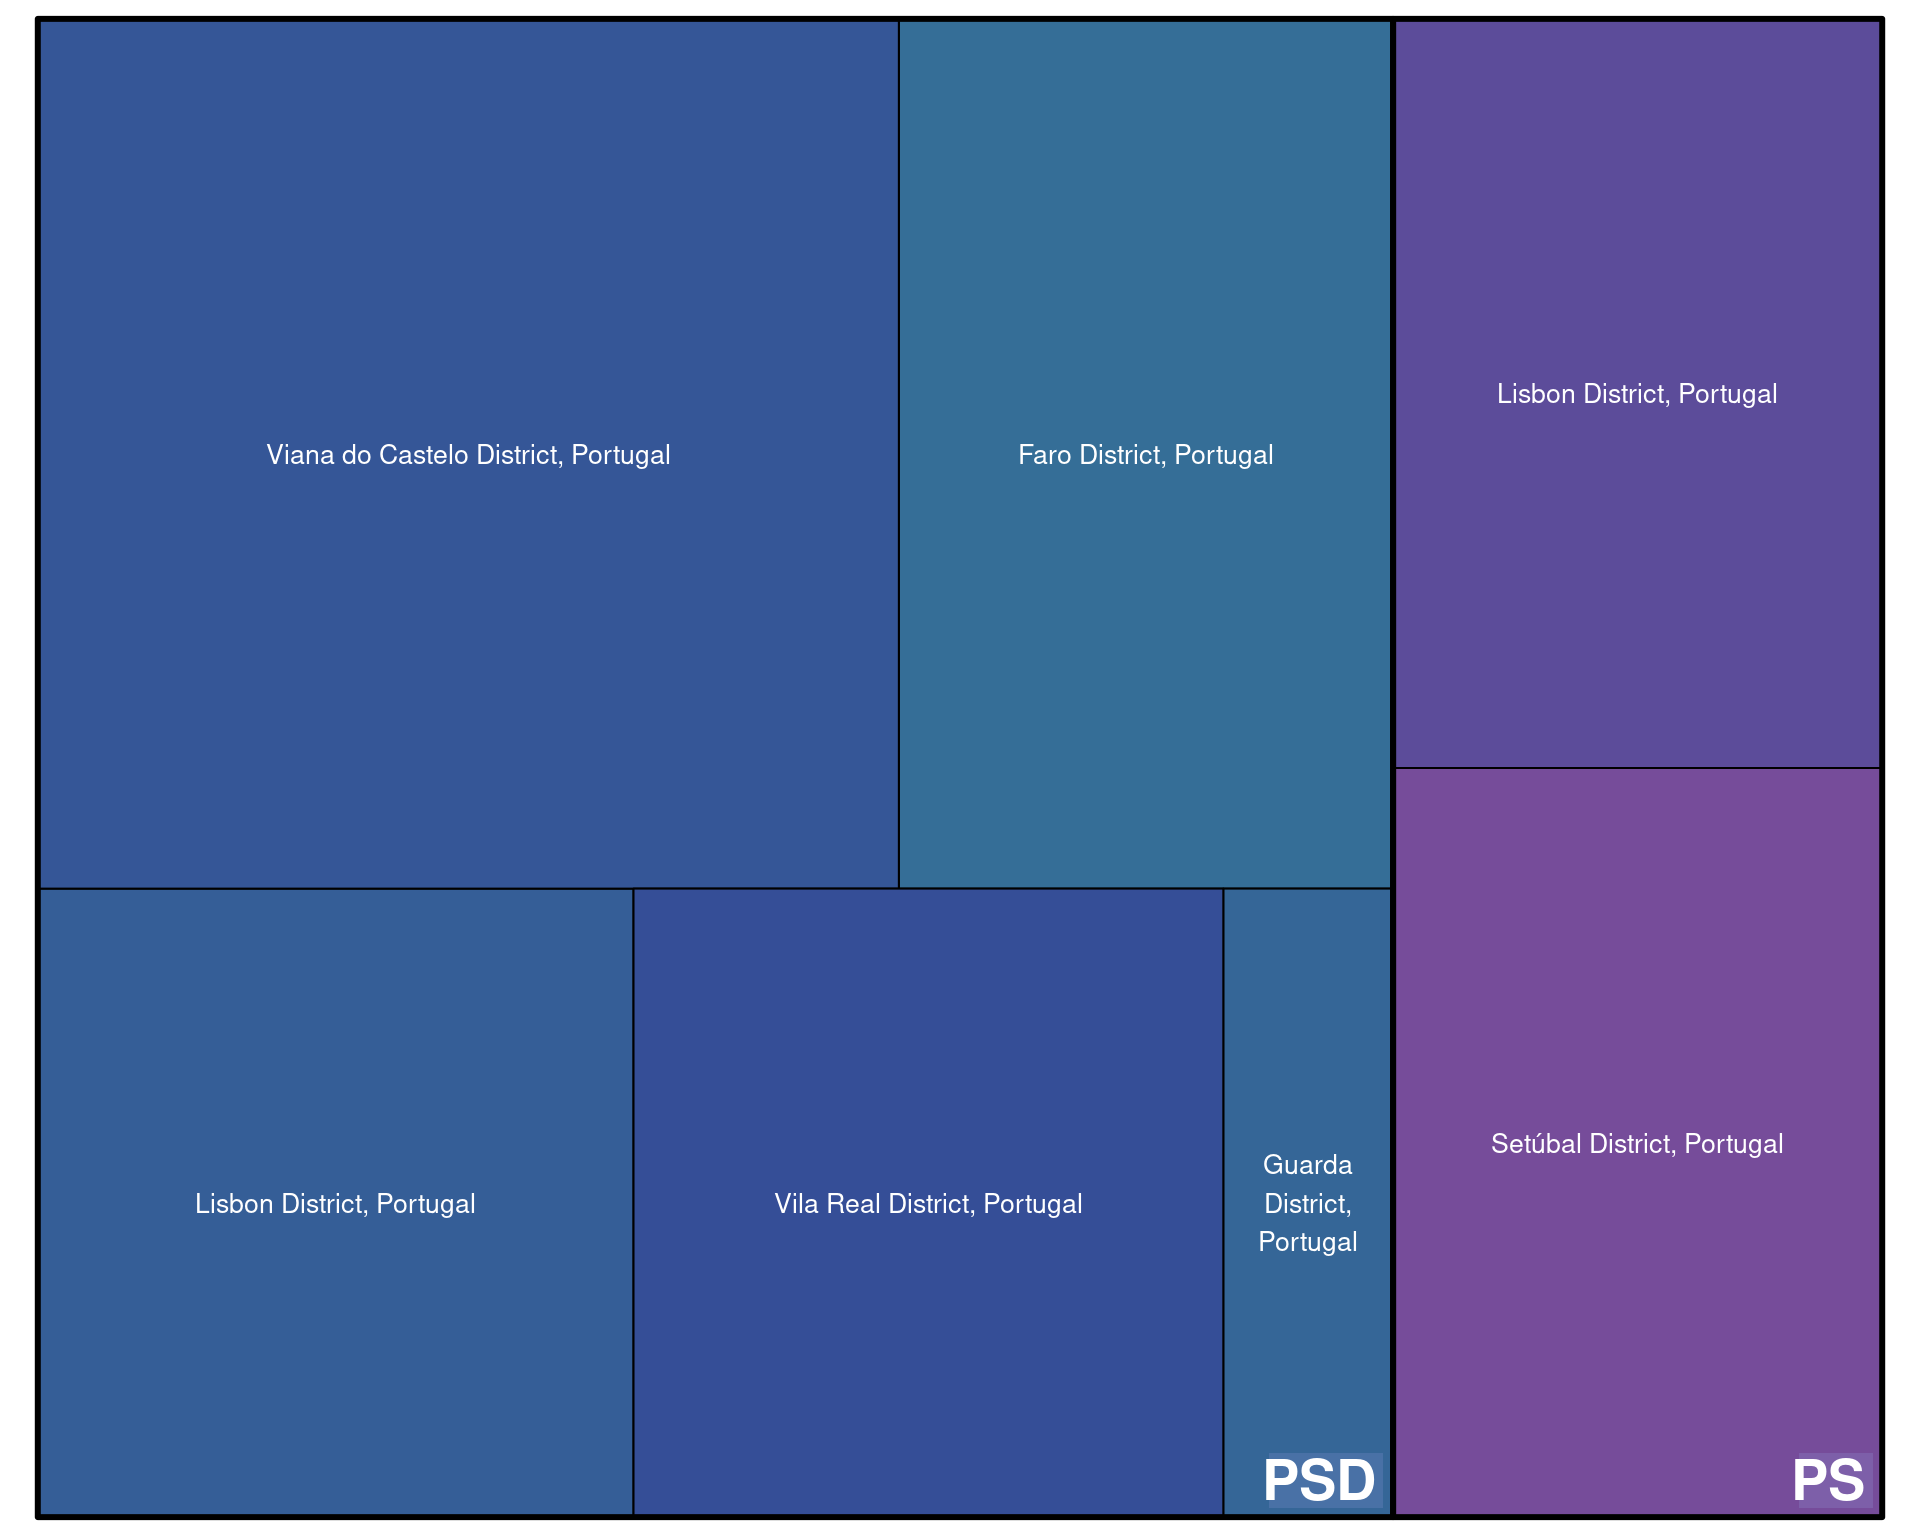 Viana do Castelo District, Portugal
Faro District, Portugal
Lisbon District, Portugal
Lisbon District, Portugal
Vila Real District, Portugal
Guarda
District,
Portugal
Setúbal District, Portugal
PSD
PS